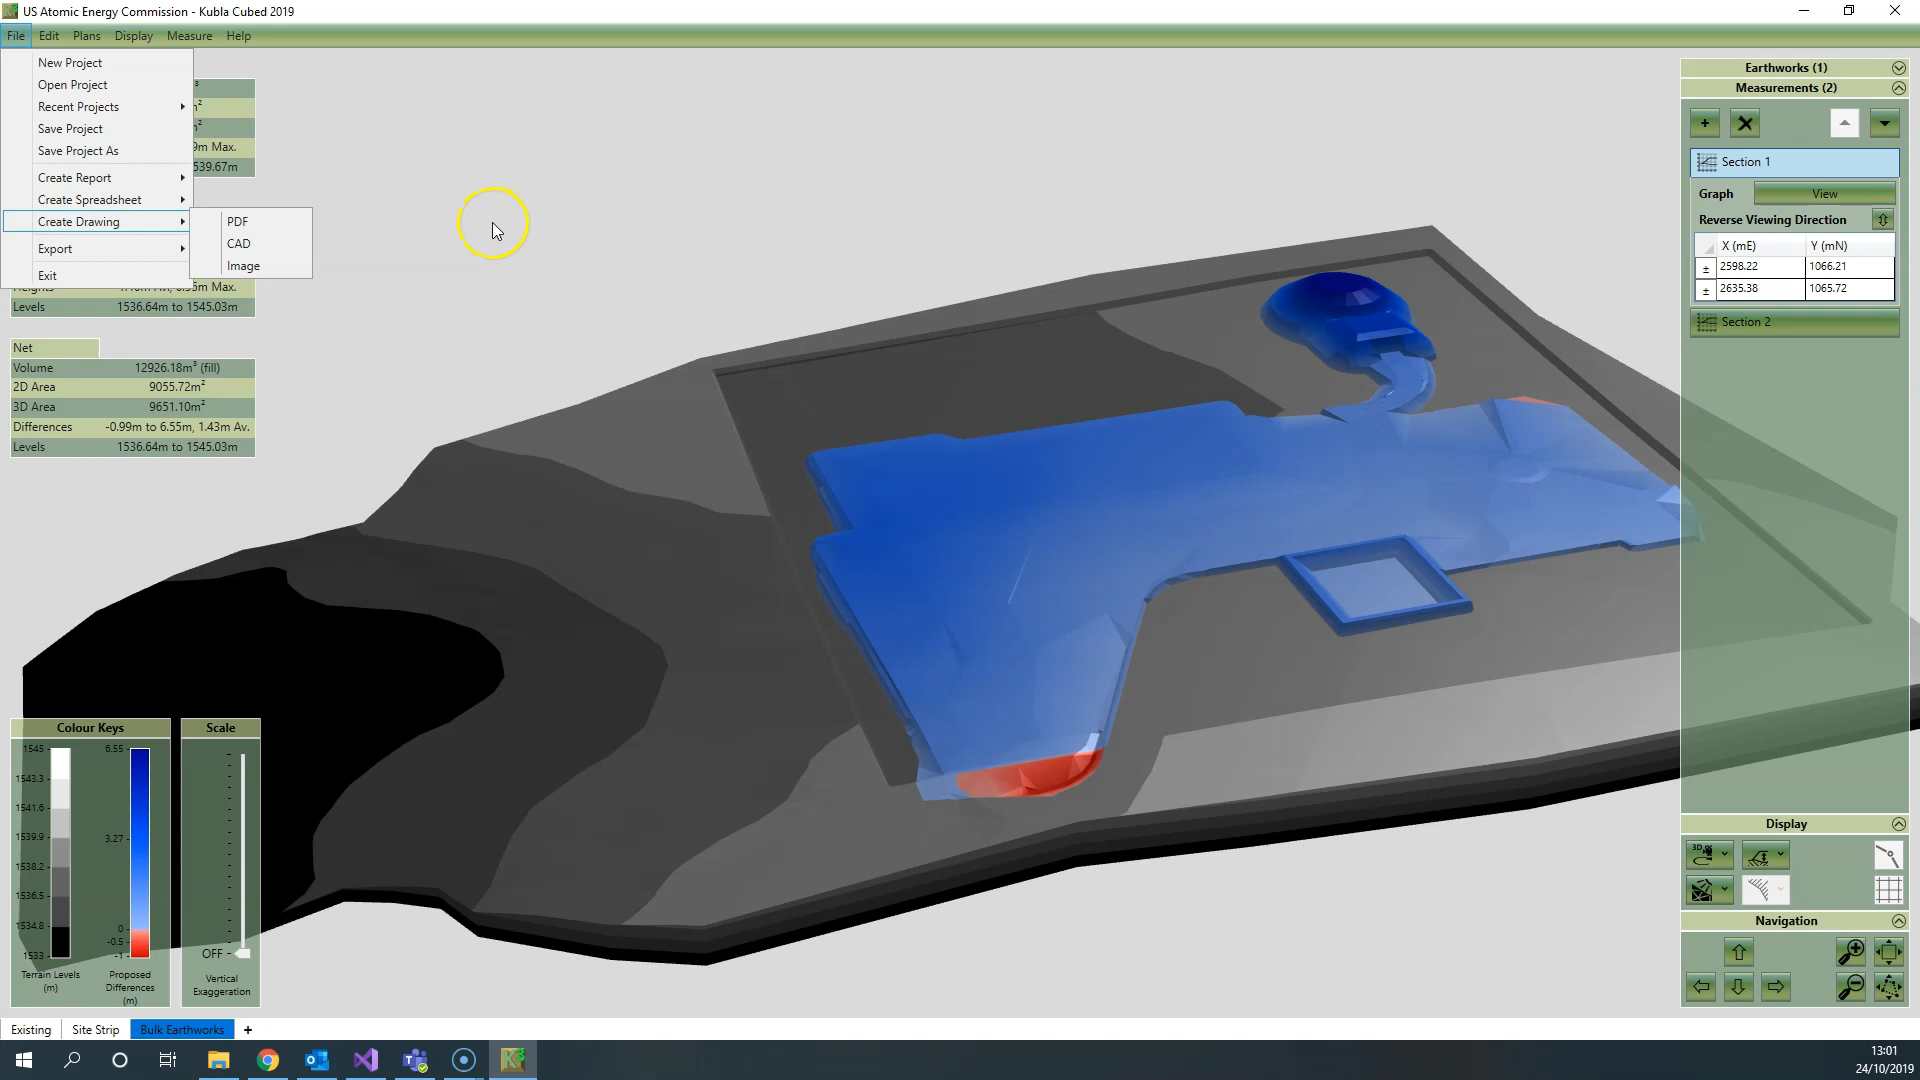 US Atomic Energy Commission - Kubla Cubed 2019
File Edit Plans Display Measure Help
New Project
Open Project
Recent Projects
Save Project
Save Project As
Create Report
Create Spreadsheet
Create Drawing
Export
Exit
PDF
CAD
Image
9m Max.
539.67m
Levels 1536.64m to 1545.03m
Net
Volume 12926.18m³ (fill)
2D Area 9055.72m²
3D Area 9651.10m²
Differences -0.99m to 6.55m, 1.43m Av.
Levels 1536.64m to 1545.03m
Earthworks (1)
Measurements (2)
Section 1
Graph View
Reverse Viewing Direction
X (mE) Y (mN)
± 2598.22 1066.21
± 2635.38 1065.72
Section 2
Colour Keys
1545
1543.3
1541.6
1539.9
1538.2
1536.5
1534.8
1533
Terrain Levels
(m)
6.55
3.27
0
-0.5
-1
Proposed
Differences
(m)
Scale
OFF
Vertical
Exaggeration
Display
3D
Navigation
Existing Site Strip Bulk Earthworks +
13:01
24/10/2019